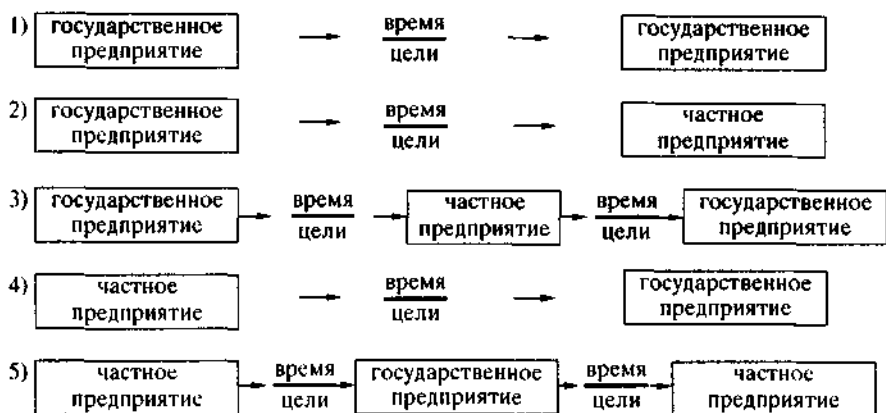 1) государственное время государственное
предприятие цели предприятие
2) государственное время частное
предприятие цели предприятие
3) государственное время частное время государственное
предприятие цели предприятие цели предприятие
4) частное время государственное
предприятие цели предприятие
5) частное время государственное время частное
предприятие цели предприятие цели предприятие